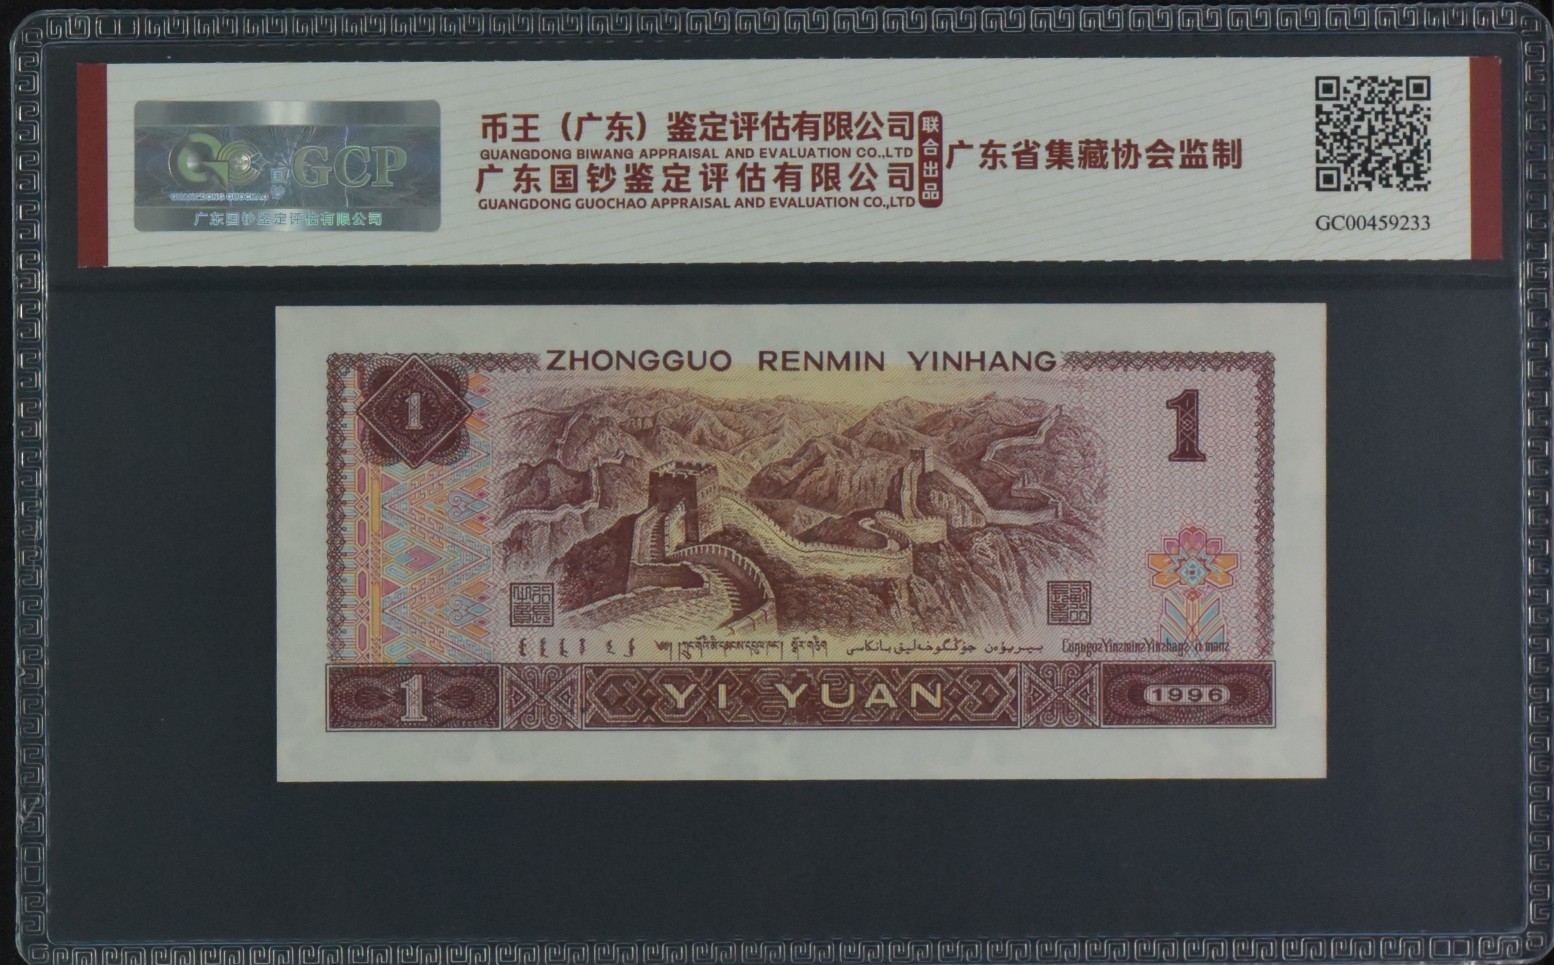 GCP
GUANGDONG GUOCHAO
广东国钞鉴定评估有限公司
币王（广东）鉴定评估有限公司
GUANGDONG BIWANG APPRAISAL AND EVALUATION CO.,LTD
广东国钞鉴定评估有限公司
GUANGDONG GUOCHAO APPRAISAL AND EVALUATION CO.,LTD
联合出品
广东省集藏协会监制
GC00459233
ZHONGGUO RENMIN YINHANG
1
1
1
YI YUAN
1996